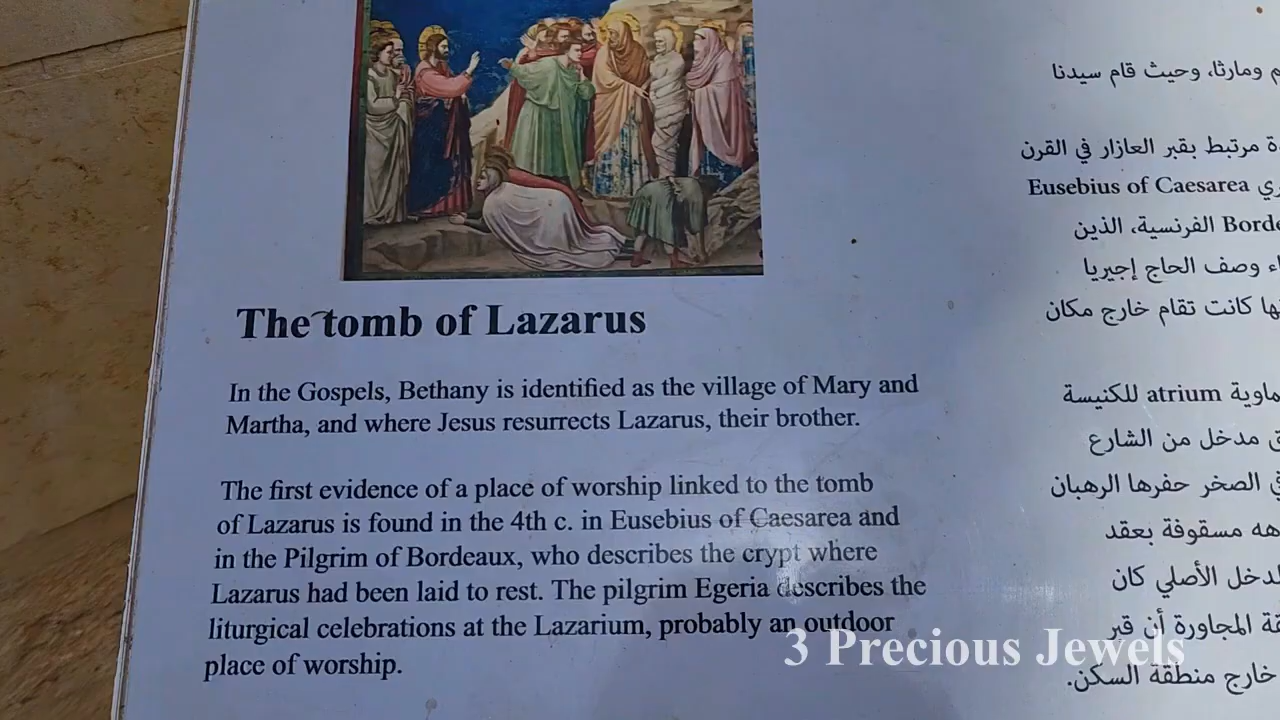 The tomb of Lazarus
In the Gospels, Bethany is identified as the village of Mary and
Martha, and where Jesus resurrects Lazarus, their brother.
The first evidence of a place of worship linked to the tomb
of Lazarus is found in the 4th c. in Eusebius of Caesarea and
in the Pilgrim of Bordeaux, who describes the crypt where
Lazarus had been laid to rest. The pilgrim Egeria describes the
liturgical celebrations at the Lazarium, probably an outdoor
place of worship.
ومارثا، وحيث قام سيدنا
مرتبط بقبر العازار في القرن
Eusebius of Caesarea
الفرنسية، الذين
وصف الحاج إجيريا
كانت تقام خارج مكان
atrium للكنيسة
مدخل من الشارع
الصخر حفرها الرهبان
مسقوفة بعقد
الأصلي كان
المجاورة أن قبر
خارج منطقة السكن.
3 Precious Jewels